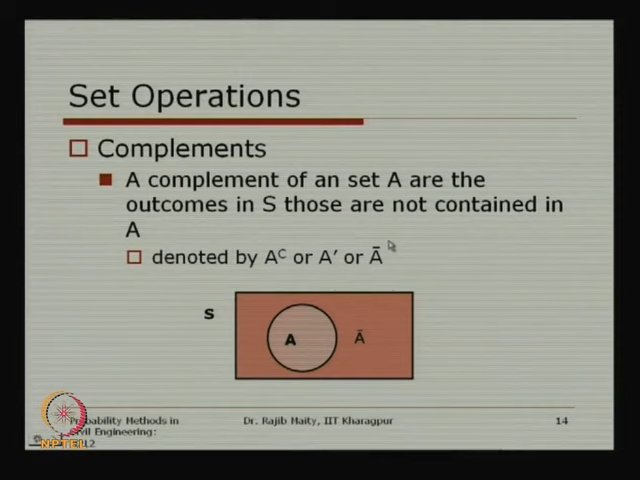 Set Operations
Complements
A complement of an set A are the
outcomes in S those are not contained in
A
denoted by Aᶜ or A′ or Ā
S
A
Ā
Probability Methods in
Civil Engineering:
Dr. Rajib Maity, IIT Kharagpur
14
NPTEL